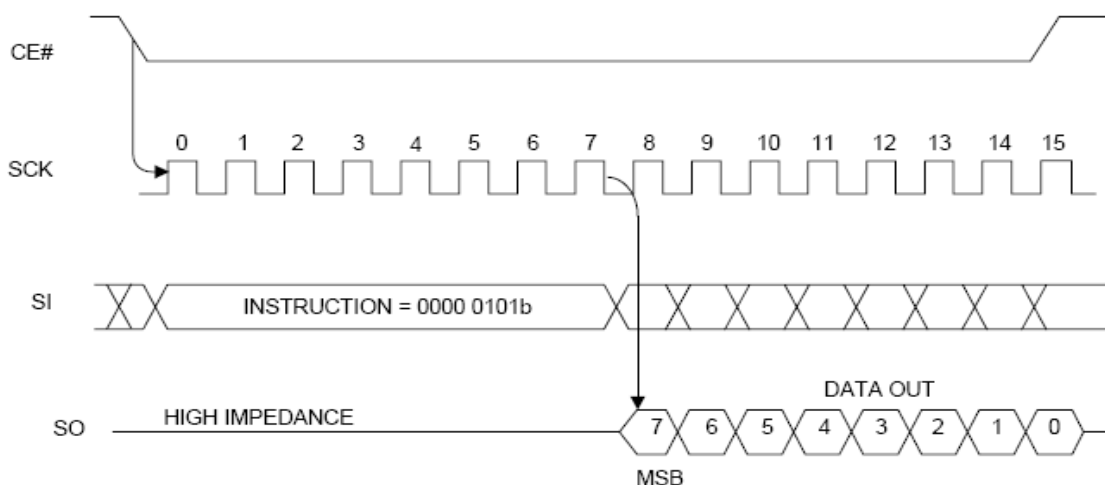 CE#
0 1 2 3 4 5 6 7 8 9 10 11 12 13 14 15
SCK
SI INSTRUCTION = 0000 0101b
DATA OUT
HIGH IMPEDANCE
SO 7 6 5 4 3 2 1 0
MSB